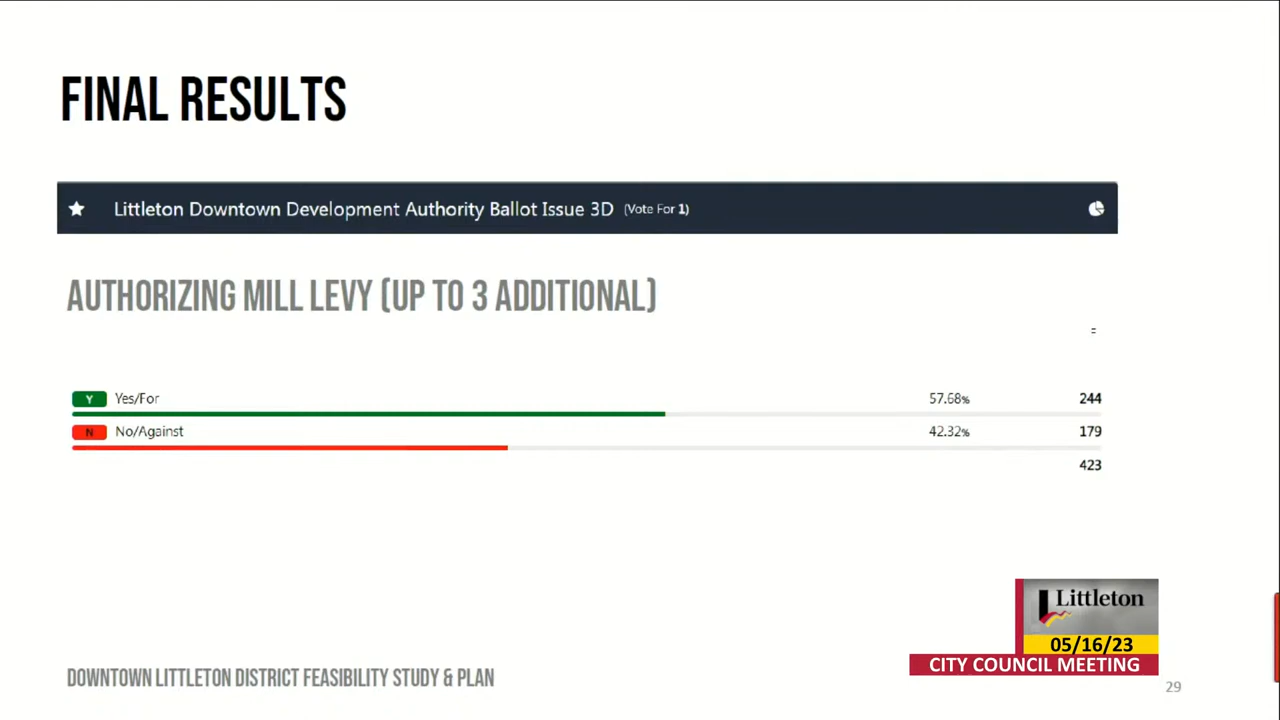 FINAL RESULTS
Littleton Downtown Development Authority Ballot Issue 3D (Vote For 1)
AUTHORIZING MILL LEVY (UP TO 3 ADDITIONAL)
=
Y Yes/For 57.68% 244
N No/Against 42.32% 179
423
Littleton
05/16/23
CITY COUNCIL MEETING
DOWNTOWN LITTLETON DISTRICT FEASIBILITY STUDY & PLAN
29